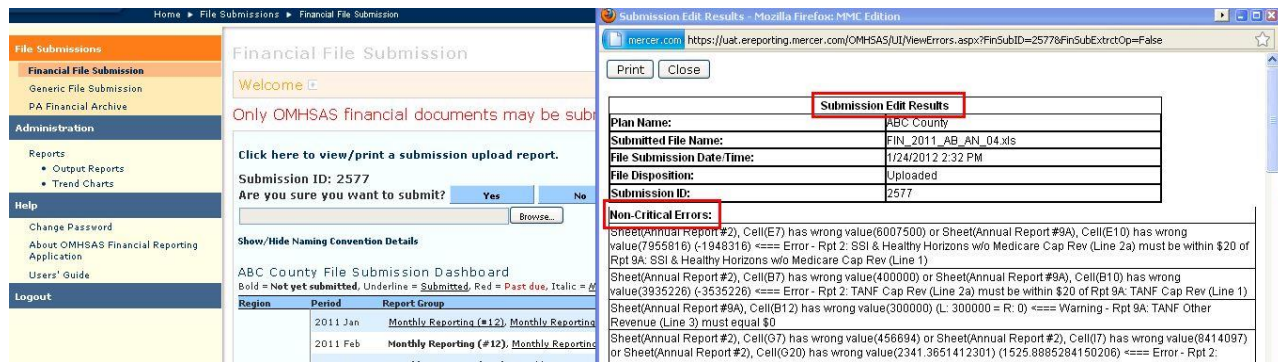 Home ► File Submissions ► Financial File Submission
File Submissions
Financial File Submission
Generic File Submission
PA Financial Archive
Administration
Reports
• Output Reports
• Trend Charts
Help
Change Password
About OMHSAS Financial Reporting
Application
Users' Guide
Logout
Financial File Submission
Welcome
Only OMHSAS financial documents may be subr
Click here to view/print a submission upload report.
Submission ID: 2577
Are you sure you want to submit? Yes No
Browse...
Show/Hide Naming Convention Details
ABC County File Submission Dashboard
Bold = Not yet submitted, Underline = Submitted, Red = Past due, Italic = M
Region Period Report Group
2011 Jan Monthly Reporting (#12), Monthly Reporting
2011 Feb Monthly Reporting (#12), Monthly Reporting
Submission Edit Results - Mozilla Firefox: MMC Edition
mercer.com https://uat.ereporting.mercer.com/OMHSAS/UI/ViewErrors.aspx?FinSubID=2577&FinSubExtrctOp=False
Print Close
Submission Edit Results
Plan Name: ABC County
Submitted File Name: FIN_2011_AB_AN_04.xls
File Submission Date/Time: 1/24/2012 2:32 PM
File Disposition: Uploaded
Submission ID: 2577
Non-Critical Errors:
Sheet(Annual Report #2), Cell(E7) has wrong value(6007500) or Sheet(Annual Report #9A), Cell(E10) has wrong
value(7955816) (-1948316) <=== Error - Rpt 2: SSI & Healthy Horizons w/o Medicare Cap Rev (Line 2a) must be within $20 of
Rpt 9A: SSI & Healthy Horizons w/o Medicare Cap Rev (Line 1)
Sheet(Annual Report #2), Cell(B7) has wrong value(400000) or Sheet(Annual Report #9A), Cell(B10) has wrong
value(3935226) (-3535226) <=== Error - Rpt 2: TANF Cap Rev (Line 2a) must be within $20 of Rpt 9A: TANF Cap Rev (Line 1)
Sheet(Annual Report #9A), Cell(B12) has wrong value(300000) (L: 300000 = R: 0) <=== Warning - Rpt 9A: TANF Other
Revenue (Line 3) must equal $0
Sheet(Annual Report #2), Cell(G7) has wrong value(456694) or Sheet(Annual Report #2), Cell(I7) has wrong value(8414097)
or Sheet(Annual Report #2), Cell(G20) has wrong value(2341.3651412301) (1525.8885284150206) <=== Error - Rpt 2: